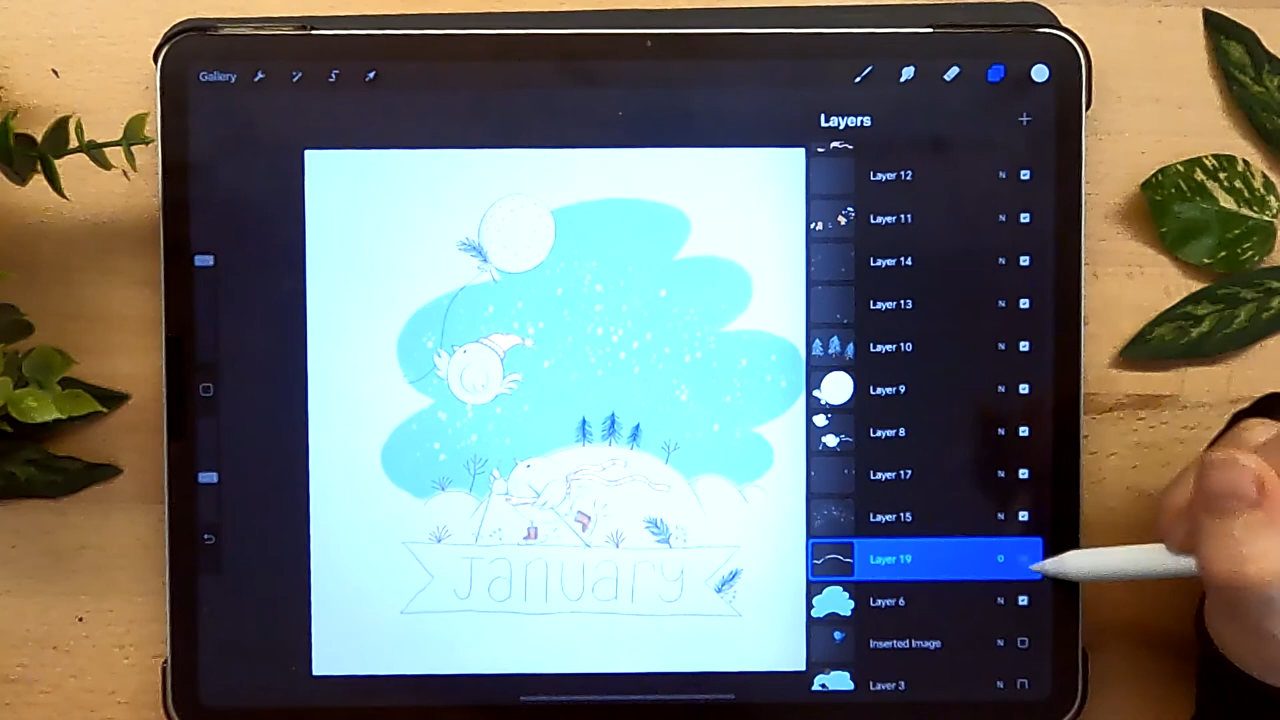 Gallery
Layers
Layer 12 N
Layer 11 N
Layer 14 N
Layer 13 N
Layer 10 N
Layer 9 N
Layer 8 N
Layer 17 N
Layer 15 N
Layer 19 O
Layer 6 N
Inserted Image N
Layer 3 N
January